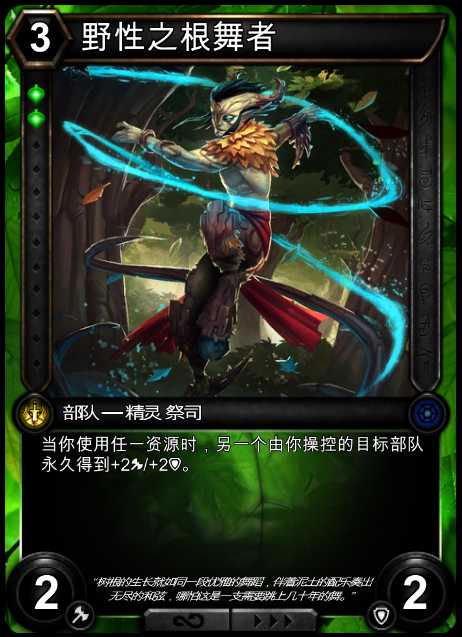 3 野性之根舞者
部队 — 精灵 祭司
当你使用任一资源时，另一个由你操控的目标部队
永久得到+2/+2。
“树根的生长就如同一段优雅的舞蹈，伴着泥土的配乐奏出
无尽的和弦，哪怕这是一支需要跳上几十年的舞。”
2 2